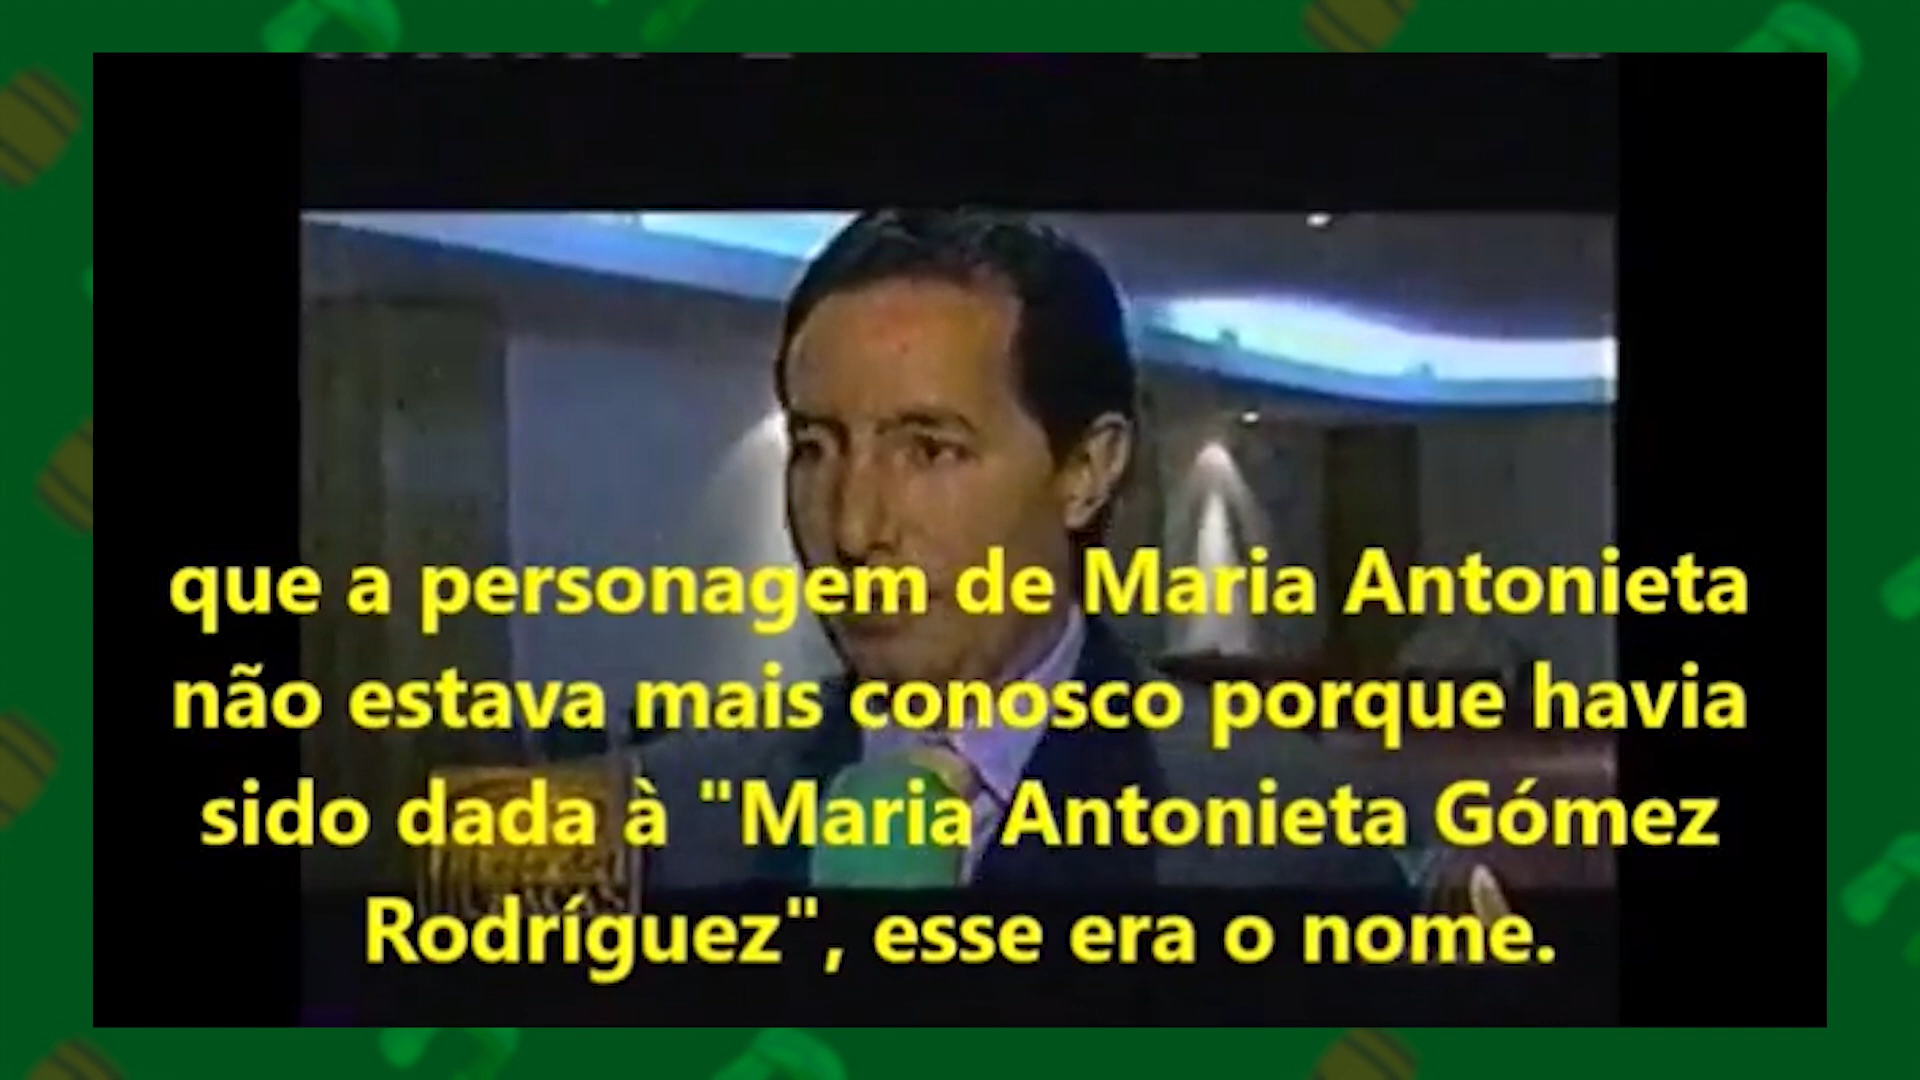 que a personagem de Maria Antonieta
não estava mais conosco porque havia
sido dada à "Maria Antonieta Gómez
Rodríguez", esse era o nome.